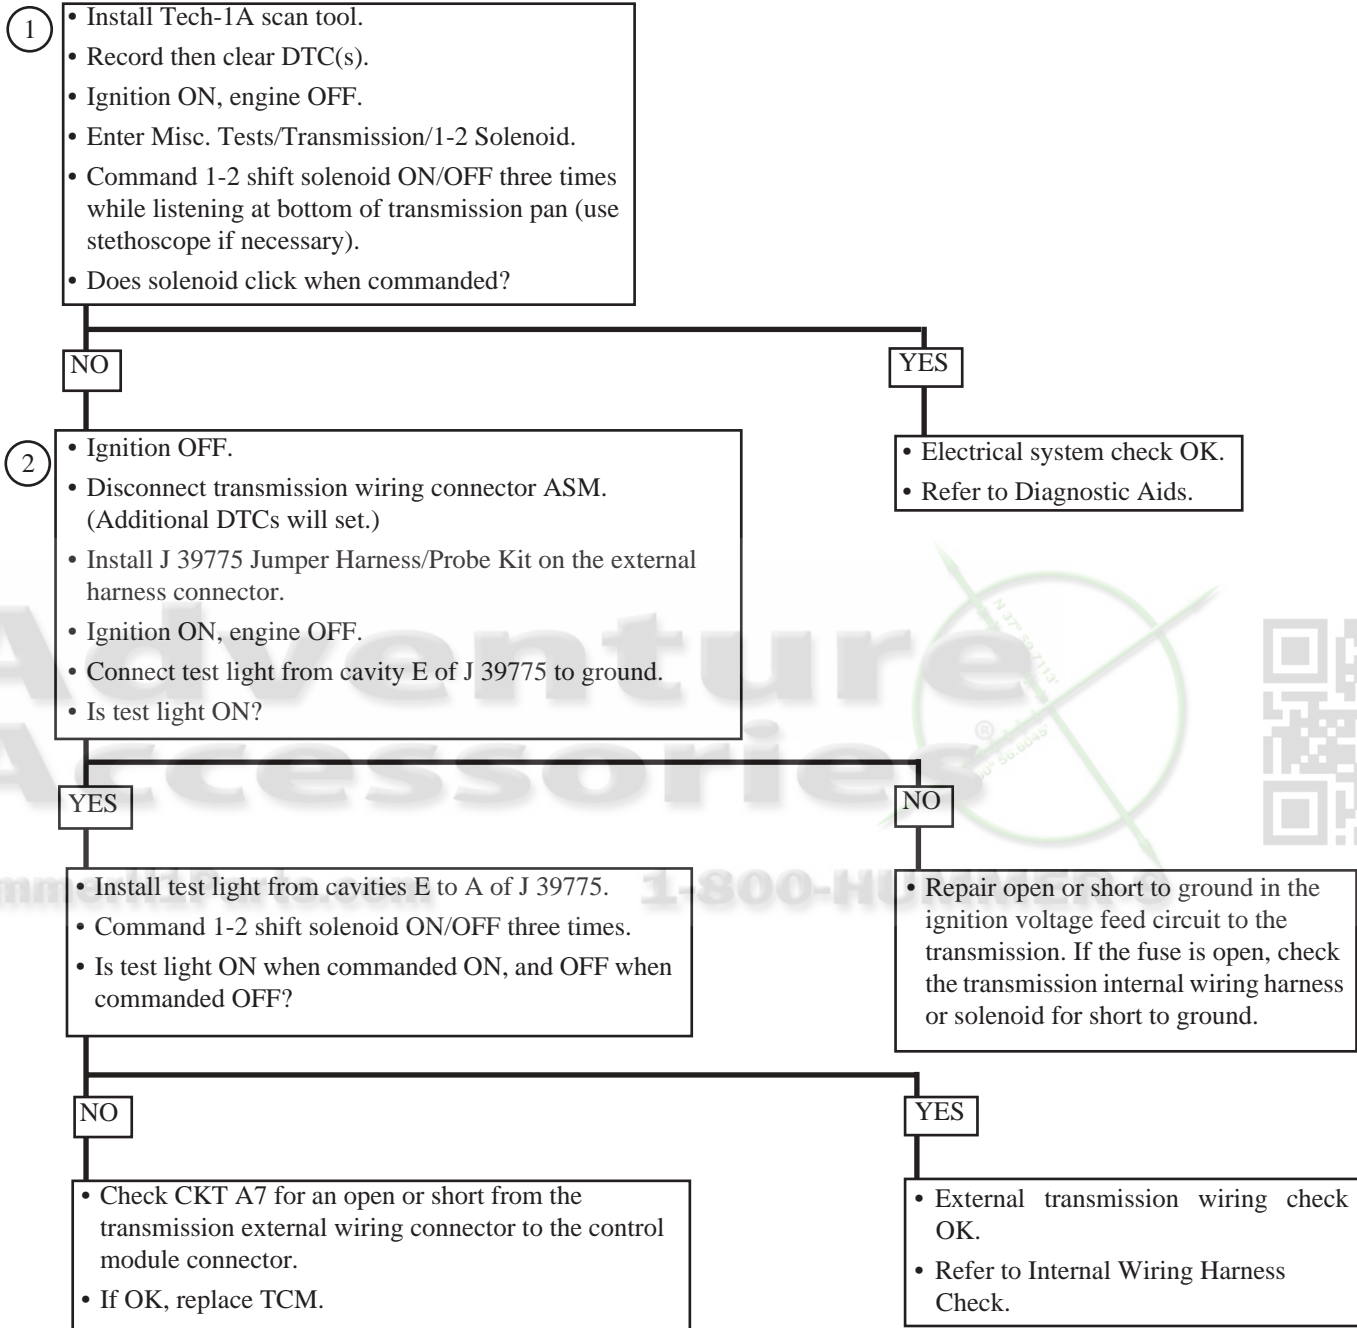 1
• Install Tech-1A scan tool.
• Record then clear DTC(s).
• Ignition ON, engine OFF.
• Enter Misc. Tests/Transmission/1-2 Solenoid.
• Command 1-2 shift solenoid ON/OFF three times
while listening at bottom of transmission pan (use
stethoscope if necessary).
• Does solenoid click when commanded?
NO
YES
2
• Ignition OFF.
• Disconnect transmission wiring connector ASM.
(Additional DTCs will set.)
• Install J 39775 Jumper Harness/Probe Kit on the external
harness connector.
• Ignition ON, engine OFF.
• Connect test light from cavity E of J 39775 to ground.
• Is test light ON?
• Electrical system check OK.
• Refer to Diagnostic Aids.
Adventure
Accessories
®
YES
NO
• Install test light from cavities E to A of J 39775.
• Command 1-2 shift solenoid ON/OFF three times.
• Is test light ON when commanded ON, and OFF when
commanded OFF?
• Repair open or short to ground in the
ignition voltage feed circuit to the
transmission. If the fuse is open, check
the transmission internal wiring harness
or solenoid for short to ground.
1-800-HUMMER-9
NO
YES
• Check CKT A7 for an open or short from the
transmission external wiring connector to the control
module connector.
• If OK, replace TCM.
• External transmission wiring check
OK.
• Refer to Internal Wiring Harness
Check.